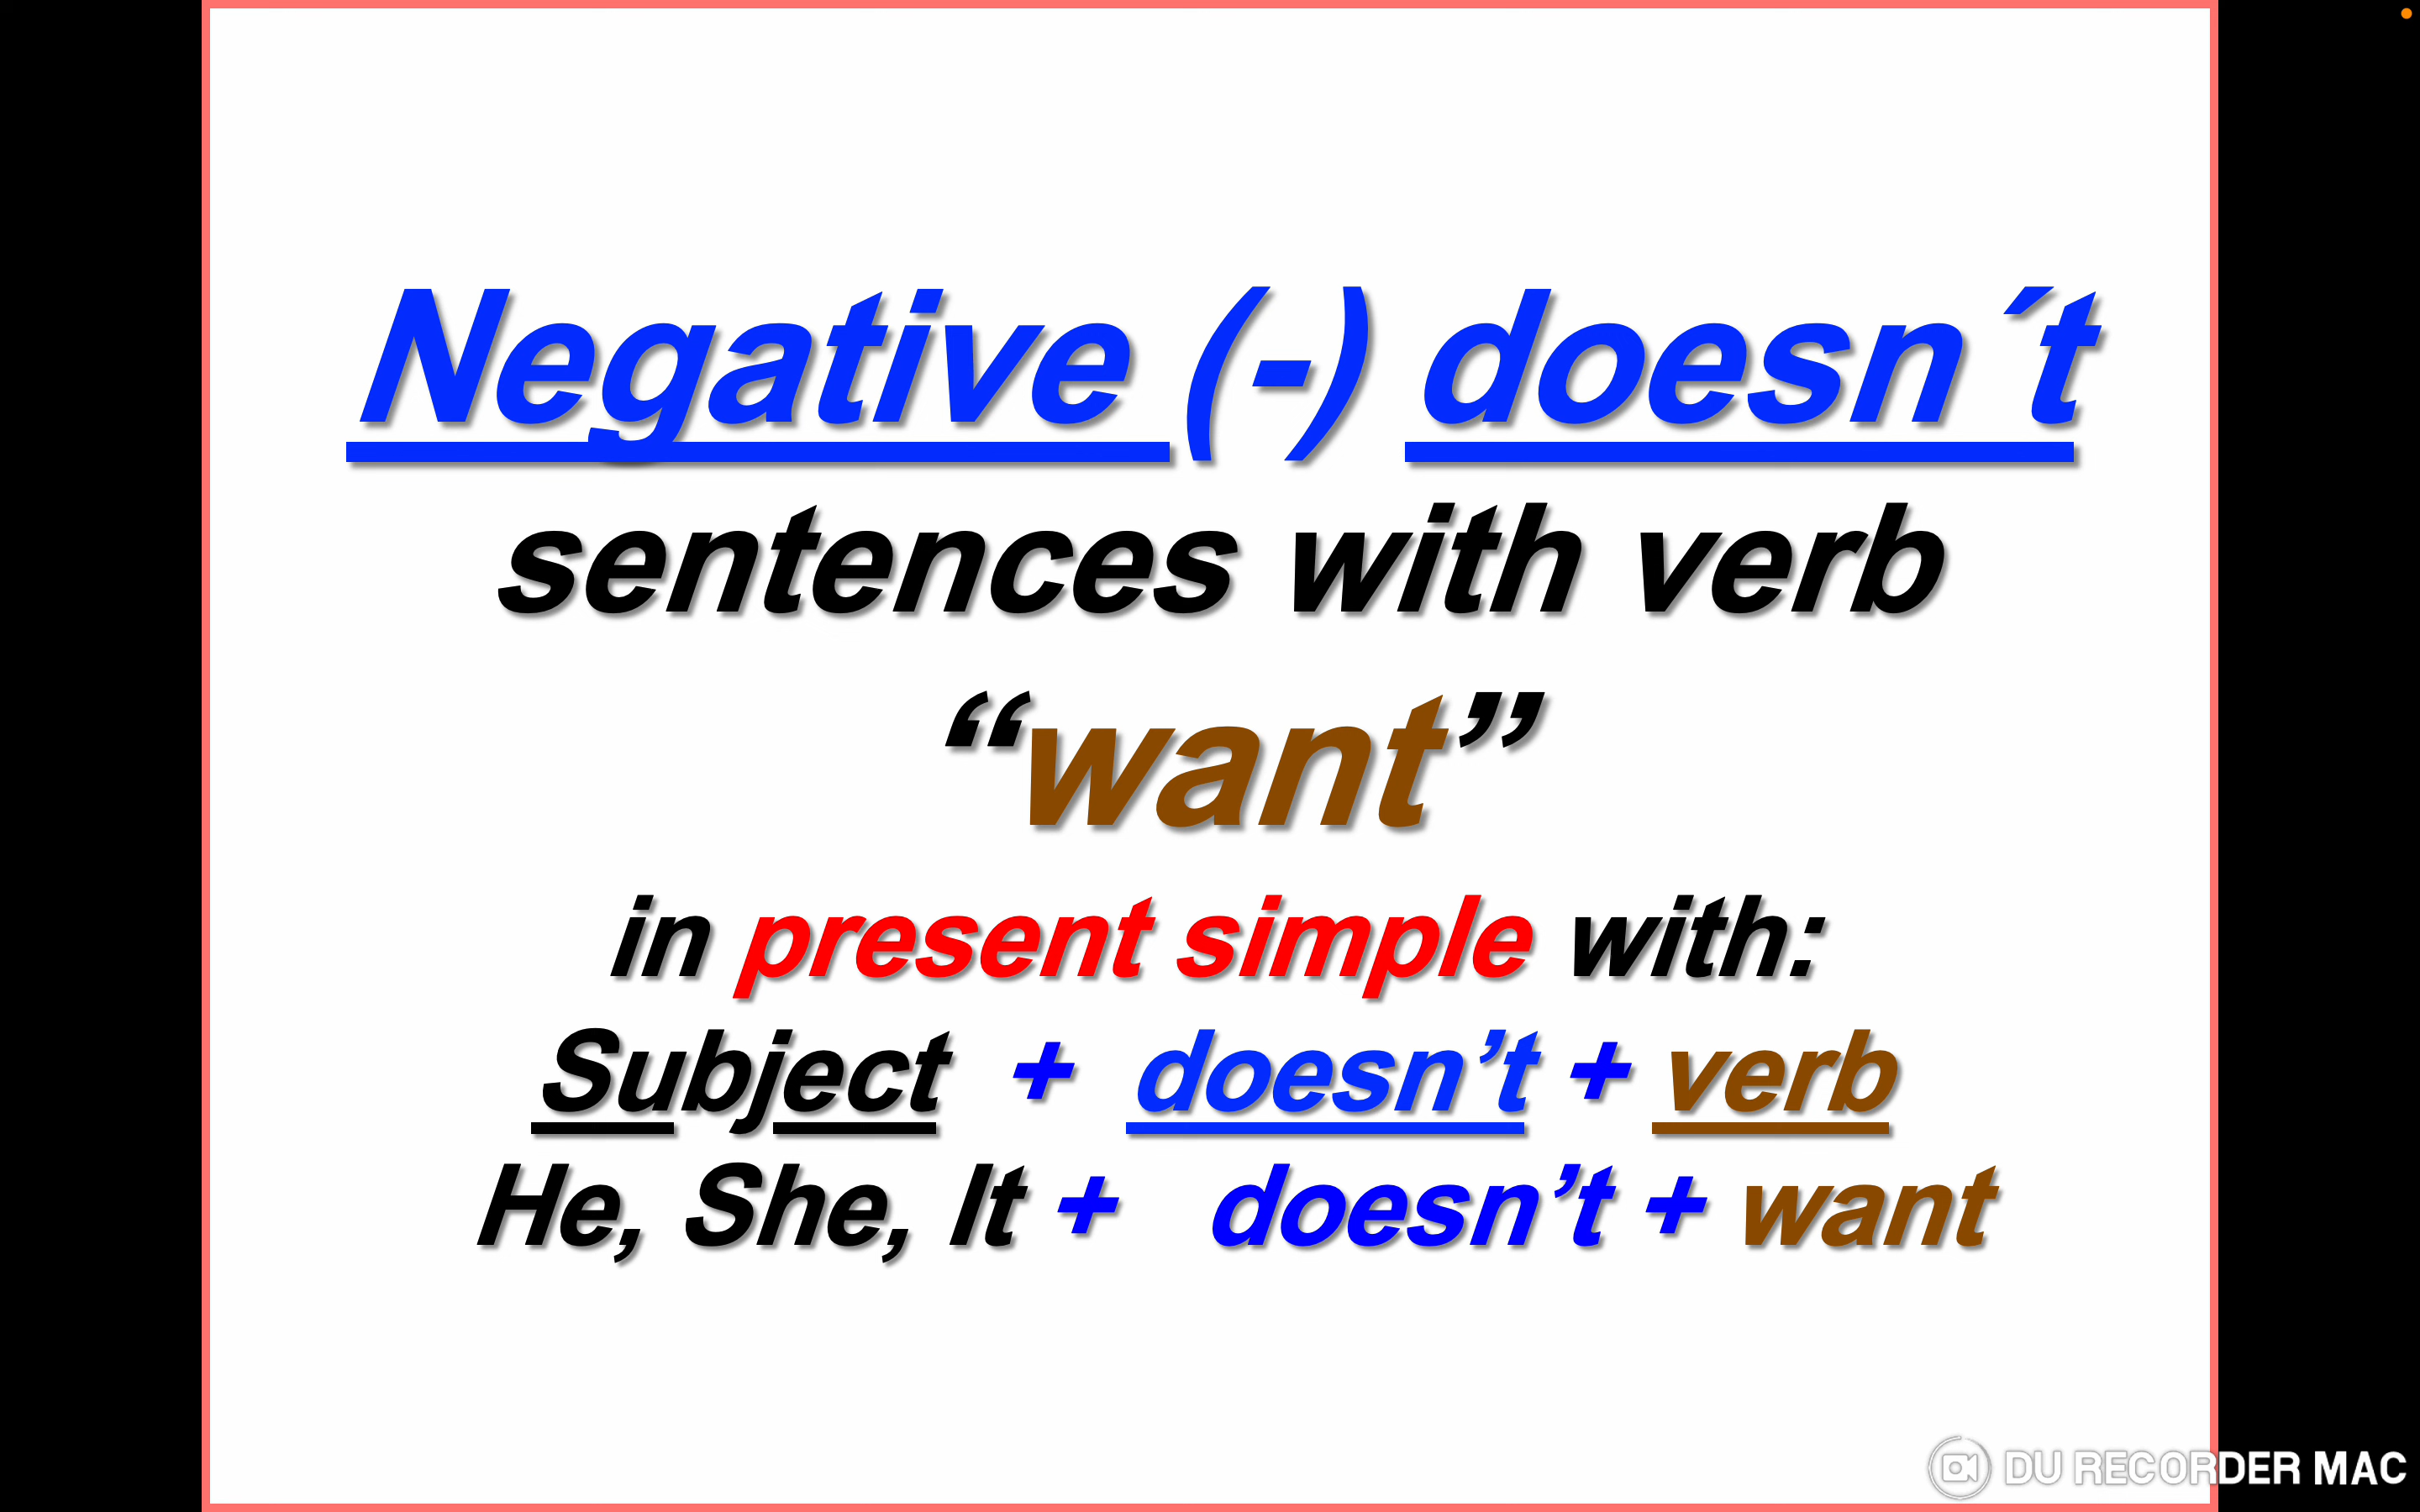 Negative (-) doesn´t
sentences with verb
“want”
in present simple with:
Subject + doesn’t + verb
He, She, It + doesn’t + want
DU RECORDER MAC